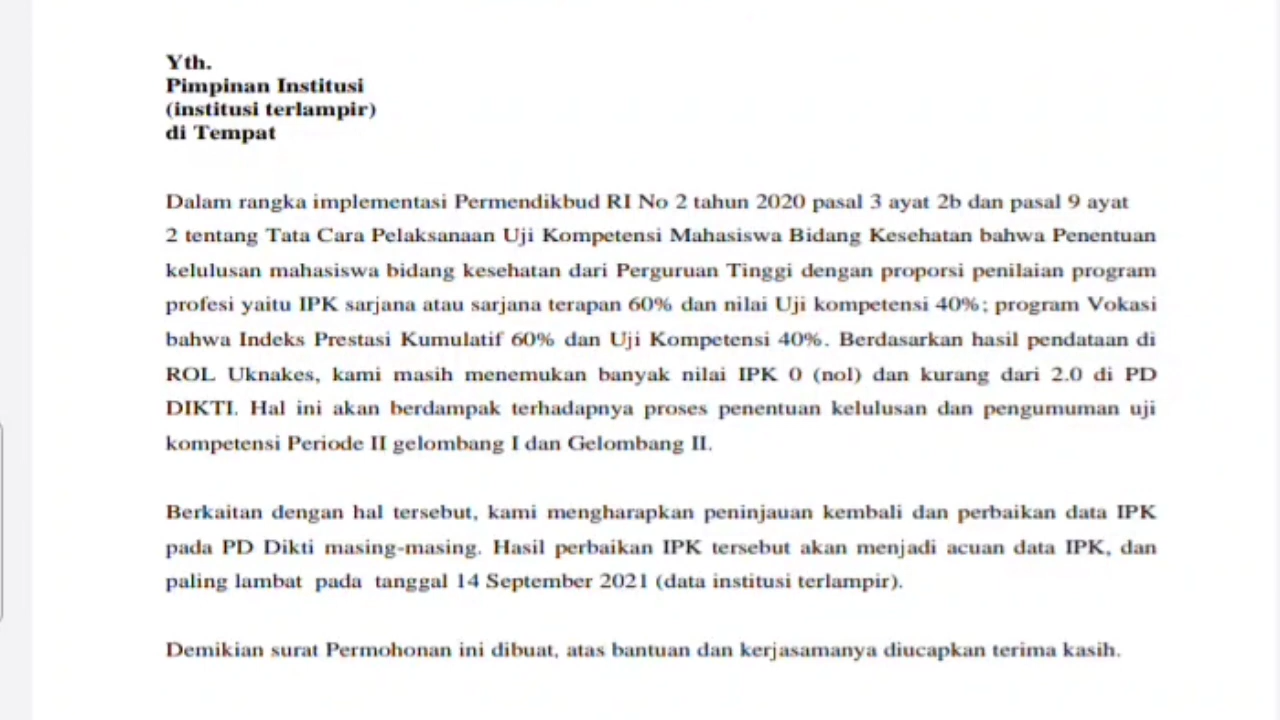 Yth.
Pimpinan Institusi
(institusi terlampir)
di Tempat
Dalam rangka implementasi Permendikbud RI No 2 tahun 2020 pasal 3 ayat 2b dan pasal 9 ayat
2 tentang Tata Cara Pelaksanaan Uji Kompetensi Mahasiswa Bidang Kesehatan bahwa Penentuan
kelulusan mahasiswa bidang kesehatan dari Perguruan Tinggi dengan proporsi penilaian program
profesi yaitu IPK sarjana atau sarjana terapan 60% dan nilai Uji kompetensi 40%; program Vokasi
bahwa Indeks Prestasi Kumulatif 60% dan Uji Kompetensi 40%. Berdasarkan hasil pendataan di
ROL Uknakes, kami masih menemukan banyak nilai IPK 0 (nol) dan kurang dari 2.0 di PD
DIKTI. Hal ini akan berdampak terhadapnya proses penentuan kelulusan dan pengumuman uji
kompetensi Periode II gelombang I dan Gelombang II.
Berkaitan dengan hal tersebut, kami mengharapkan peninjauan kembali dan perbaikan data IPK
pada PD Dikti masing-masing. Hasil perbaikan IPK tersebut akan menjadi acuan data IPK, dan
paling lambat pada tanggal 14 September 2021 (data institusi terlampir).
Demikian surat Permohonan ini dibuat, atas bantuan dan kerjasamanya diucapkan terima kasih.